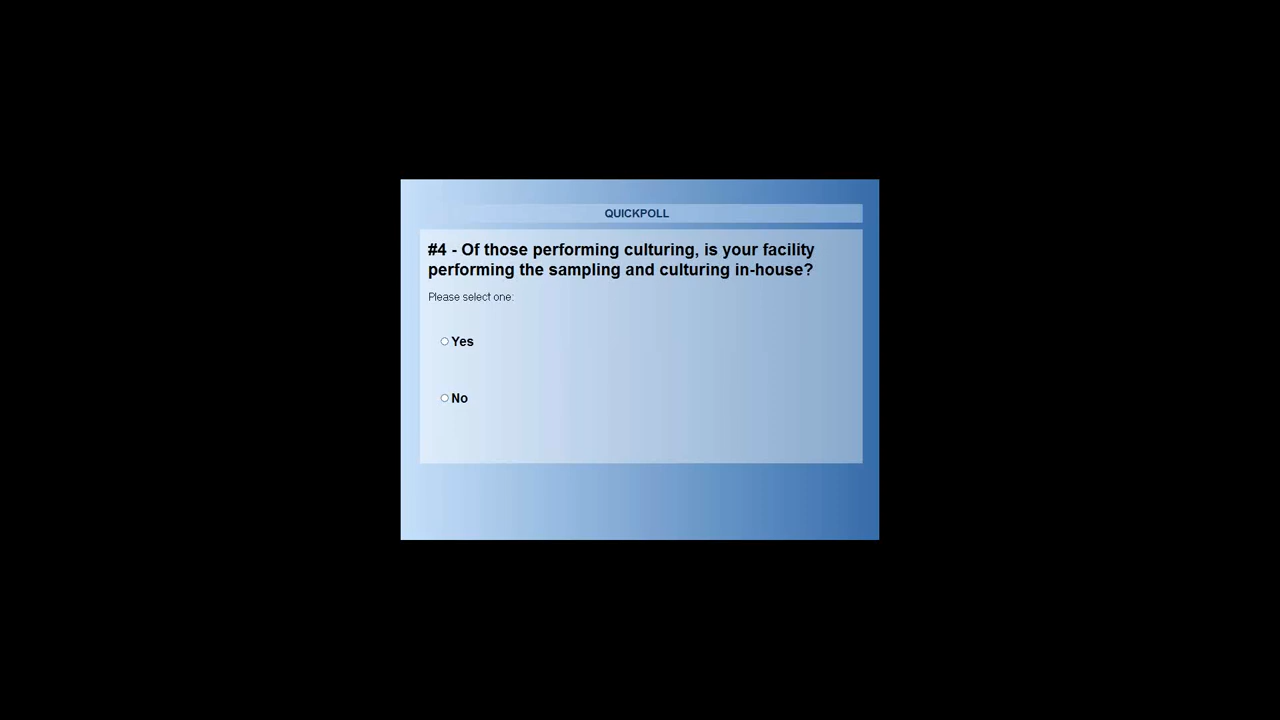 QUICKPOLL
#4 - Of those performing culturing, is your facility
performing the sampling and culturing in-house?
Please select one:
Yes
No